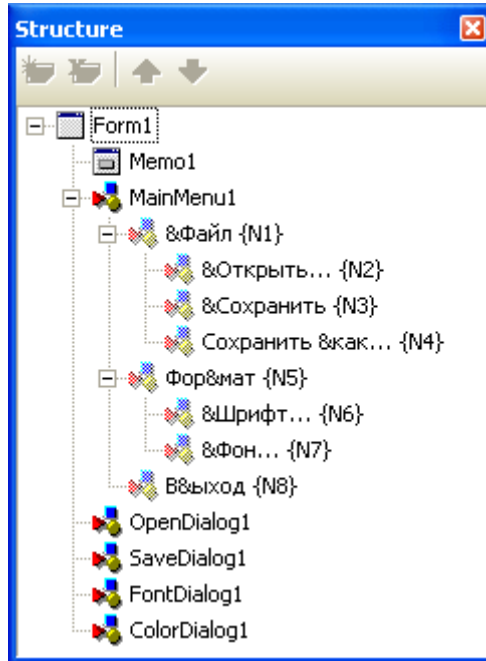 Structure
Form1
Memo1
MainMenu1
&Файл {N1}
&Открыть... {N2}
&Сохранить {N3}
Сохранить &как... {N4}
Фор&мат {N5}
&Шрифт... {N6}
&Фон... {N7}
В&ыход {N8}
OpenDialog1
SaveDialog1
FontDialog1
ColorDialog1